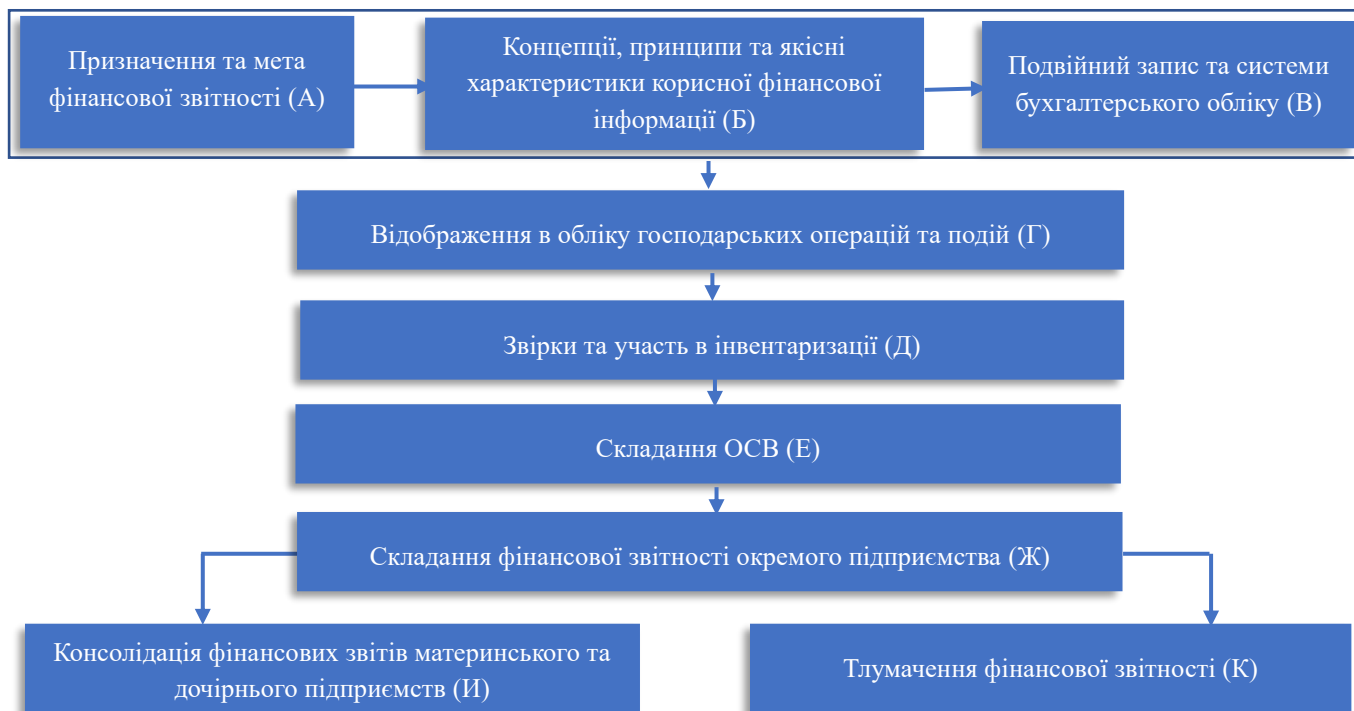 Призначення та мета
фінансової звітності (А)
Концепції, принципи та якісні
характеристики корисної фінансової
інформації (Б)
Подвійний запис та системи
бухгалтерського обліку (В)
Відображення в обліку господарських операцій та подій (Г)
Звірки та участь в інвентаризації (Д)
Складання ОСВ (Е)
Складання фінансової звітності окремого підприємства (Ж)
Консолідація фінансових звітів материнського та
дочірнього підприємств (И)
Тлумачення фінансової звітності (К)